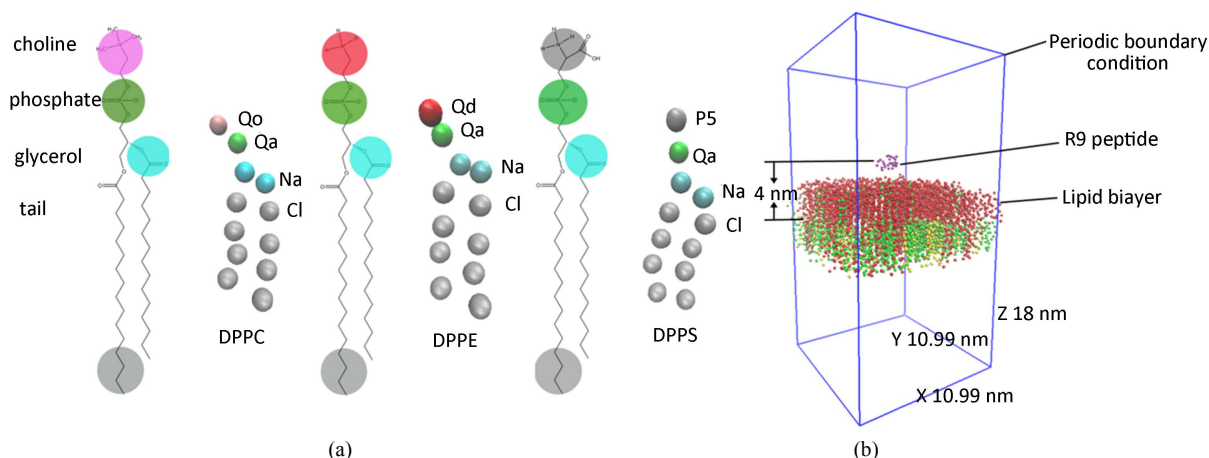 choline
phosphate
glycerol
tail
Qo
Qa
Na
Cl
DPPC
Qd
Qa
Na
Cl
DPPE
P5
Qa
Na
Cl
DPPS
(a)
Periodic boundary
condition
R9 peptide
4 nm
Lipid biayer
Z 18 nm
Y 10.99 nm
X 10.99 nm
(b)